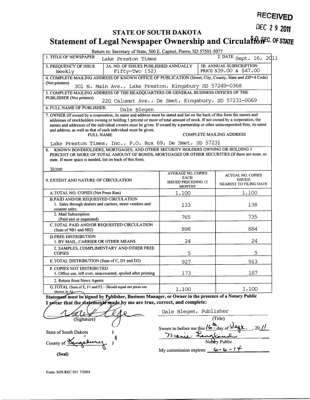 RECEIVED
DEC 29 2011
S.D. SEC. OF STATE
STATE OF SOUTH DAKOTA
Statement of Legal Newspaper Ownership and Circulation
Return to: Secretary of State, 500 E. Capitol, Pierre, SD 57501-5077
1. TITLE OF NEWSPAPER
Lake Preston Times
2. DATE Sept. 16, 2011
3. FREQUENCY OF ISSUE
Weekly
3A. NO. OF ISSUES PUBLISHED ANNUALLY
Fifty-Two (52)
3B. ANNUAL SUBSCRIPTION
PRICE $39.00 & $47.00
4. COMPLETE MAILING ADDRESS OF KNOWN OFFICE OF PUBLICATION (Street, City, County, State and ZIP+4 Code)
(Not printers)
301 N. Main Ave., Lake Preston, Kingsbury SD 57249-0368
5. COMPLETE MAILING ADDRESS OF THE HEADQUARTERS OR GENERAL BUSINESS OFFICES OF THE
PUBLISHER (Not printer)
220 Calumet Ave., De Smet, Kingsbury, SD 57231-0069
6. FULL NAME OF PUBLISHER:
Dale Blegen
7. OWNER (If owned by a corporation, its name and address must be stated and list on the back of this form the names and
addresses of stockholders owning or holding 1 percent or more of total amount of stock. If not owned by a corporation, the
names and addresses of the individual owners must be given. If owned by a partnership or other unincorporated firm, its name
and address, as well as that of each individual must be given.
FULL NAME
COMPLETE MAILING ADDRESS
Lake Preston Times, Inc., P.O. Box 69, De Smet, SD 57231
8. KNOWN BONDHOLDERS, MORTGAGEES, AND OTHER SECURITY HOLDERS OWNING OR HOLDING 1
PERCENT OR MORE OF TOTAL AMOUNT OF BONDS, MORTGAGES OR OTHER SECURITIES (If there are none, so
state. If more space is needed, list on back of this form.
None
9. EXTENT AND NATURE OF CIRCULATION
AVERAGE NO. COPIES
EACH
ISSUED PRECEDING 12
MONTHS
ACTUAL NO. COPIES
ISSUED
NEAREST TO FILING DATE
A. TOTAL NO. COPIES (Net Press Run)
1,100
1,100
B. PAID AND/OR REQUESTED CIRCULATION
1. Sales through dealers and carriers, street vendors and
counter sales.
133
138
2. Mail Subscription
(Paid and or requested)
765
735
C. TOTAL PAID AND/OR REQUESTED CIRCULATION
(Sum of 9B1 and 9B2)
898
884
D. FREE DISTRIBUTION
1. BY MAIL, CARRIER OR OTHER MEANS
24
24
2. SAMPLES, COMPLIMENTARY AND OTHER FREE
COPIES
5
5
E. TOTAL DISTRIBUTION (Sum of C, D1 and D2)
927
913
F. COPIES NOT DISTRIBUTED
1. Office use, left over, unaccounted, spoiled after printing
173
187
2. Return from News Agents
G. TOTAL (Sum of E, F1 and F2 - Should equal net press run
shown in A)
1,100
1,100
Statement must be signed by Publisher, Business Manager, or Owner in the presence of a Notary Public
I swear that the statements made by me are true, correct, and complete:
Dale Blegen, Publisher
(Signature)
(Title)
State of South Dakota )
§
County of Kingsbury )
(Seal)
Sworn to before me this 16th day of Sept., 2011
Notary Public
My commission expires: 6-6-14
Form: SOS REC 051 7/2004